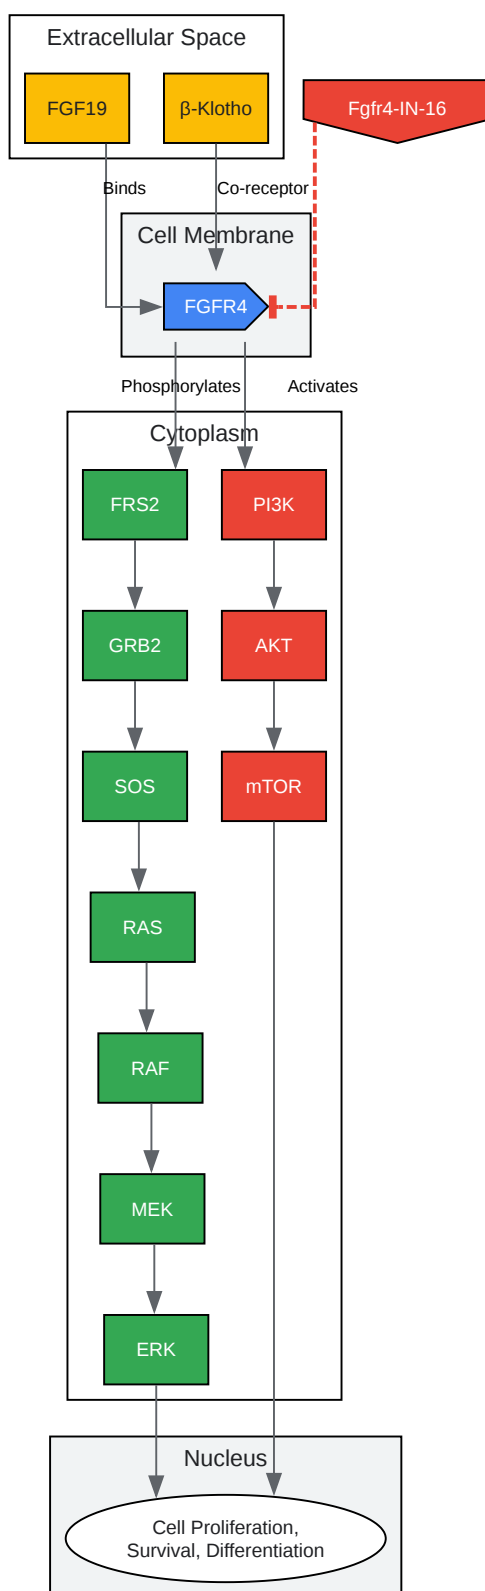 Extracellular Space
FGF19
β-Klotho
Fgfr4-IN-16
Binds
Co-receptor
Cell Membrane
FGFR4
Phosphorylates
Activates
Cytoplasm
FRS2
PI3K
GRB2
AKT
SOS
mTOR
RAS
RAF
MEK
ERK
Nucleus
Cell Proliferation,
Survival, Differentiation